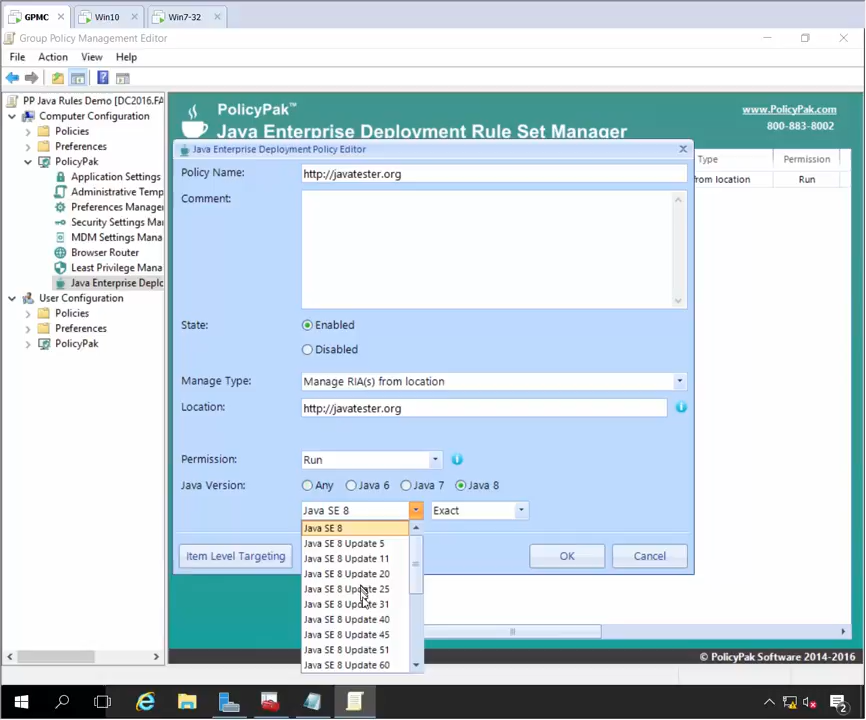 GPMC
Win10
Win7-32
Group Policy Management Editor
File Action View Help
PP Java Rules Demo [DC2016.FA
Computer Configuration
Policies
Preferences
PolicyPak
Application Settings
Administrative Temp
Preferences Manage
Security Settings Ma
MDM Settings Mana
Browser Router
Least Privilege Mana
Java Enterprise Deplo
User Configuration
Policies
Preferences
PolicyPak
PolicyPak™
Java Enterprise Deployment Rule Set Manager
www.PolicyPak.com
800-883-8002
Type Permission
from location Run
Java Enterprise Deployment Policy Editor
Policy Name: http://javatester.org
Comment:
State: Enabled
Disabled
Manage Type: Manage RIA(s) from location
Location: http://javatester.org
Permission: Run
Java Version: Any Java 6 Java 7 Java 8
Java SE 8 Exact
Java SE 8
Java SE 8 Update 5
Java SE 8 Update 11
Java SE 8 Update 20
Java SE 8 Update 25
Java SE 8 Update 31
Java SE 8 Update 40
Java SE 8 Update 45
Java SE 8 Update 51
Java SE 8 Update 60
Item Level Targeting OK Cancel
© PolicyPak Software 2014-2016
2